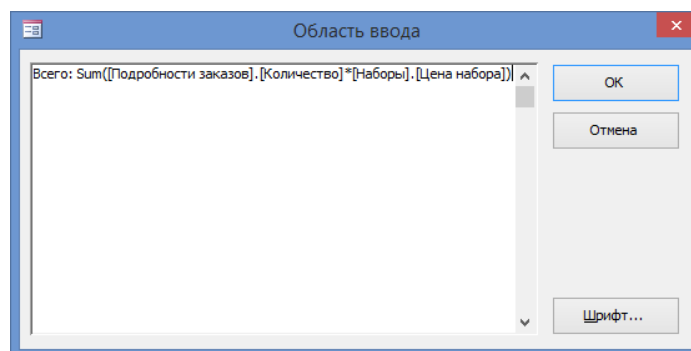 Область ввода
Всего: Sum([Подробности заказов].[Количество]*[Наборы].[Цена набора])
ОК
Отмена
Шрифт...